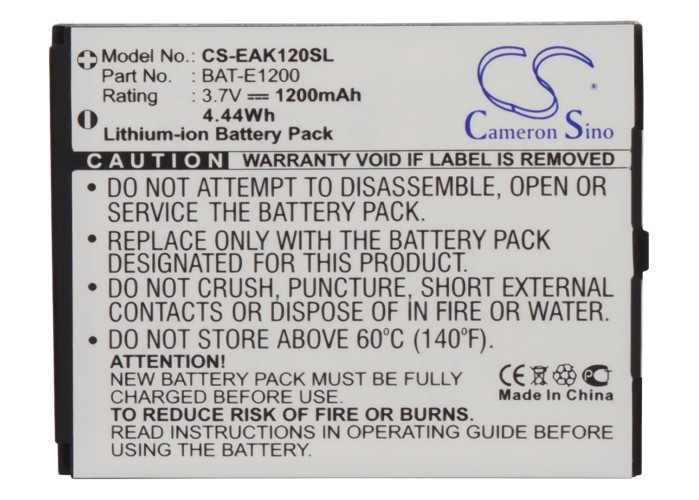 Model No.: CS-EAK120SL
Part No.: BAT-E1200
Rating : 3.7V 1200mAh
4.44Wh
Lithium-ion Battery Pack
CS
Cameron Sino
CAUTION WARRANTY VOID IF LABEL IS REMOVED
• DO NOT ATTEMPT TO DISASSEMBLE, OPEN OR
SERVICE THE BATTERY PACK.
• REPLACE ONLY WITH THE BATTERY DESIGNATED
FOR THIS PRODUCT.
• DO NOT CRUSH, PUNCTURE, SHORT EXTERNAL
CONTACTS OR DISPOSE OF IN FIRE OR WATER.
• DO NOT STORE ABOVE 60°C (140°F).
ATTENTION:
NEW BATTERY PACK MUST BE FULLY
CHARGED BEFORE USE.
TO REDUCE RISK OF FIRE OR BURNS.
READ INSTRUCTIONS IN OPERATING GUIDE BEFORE
BATTERY INSTALLATION.
CE
Made In China